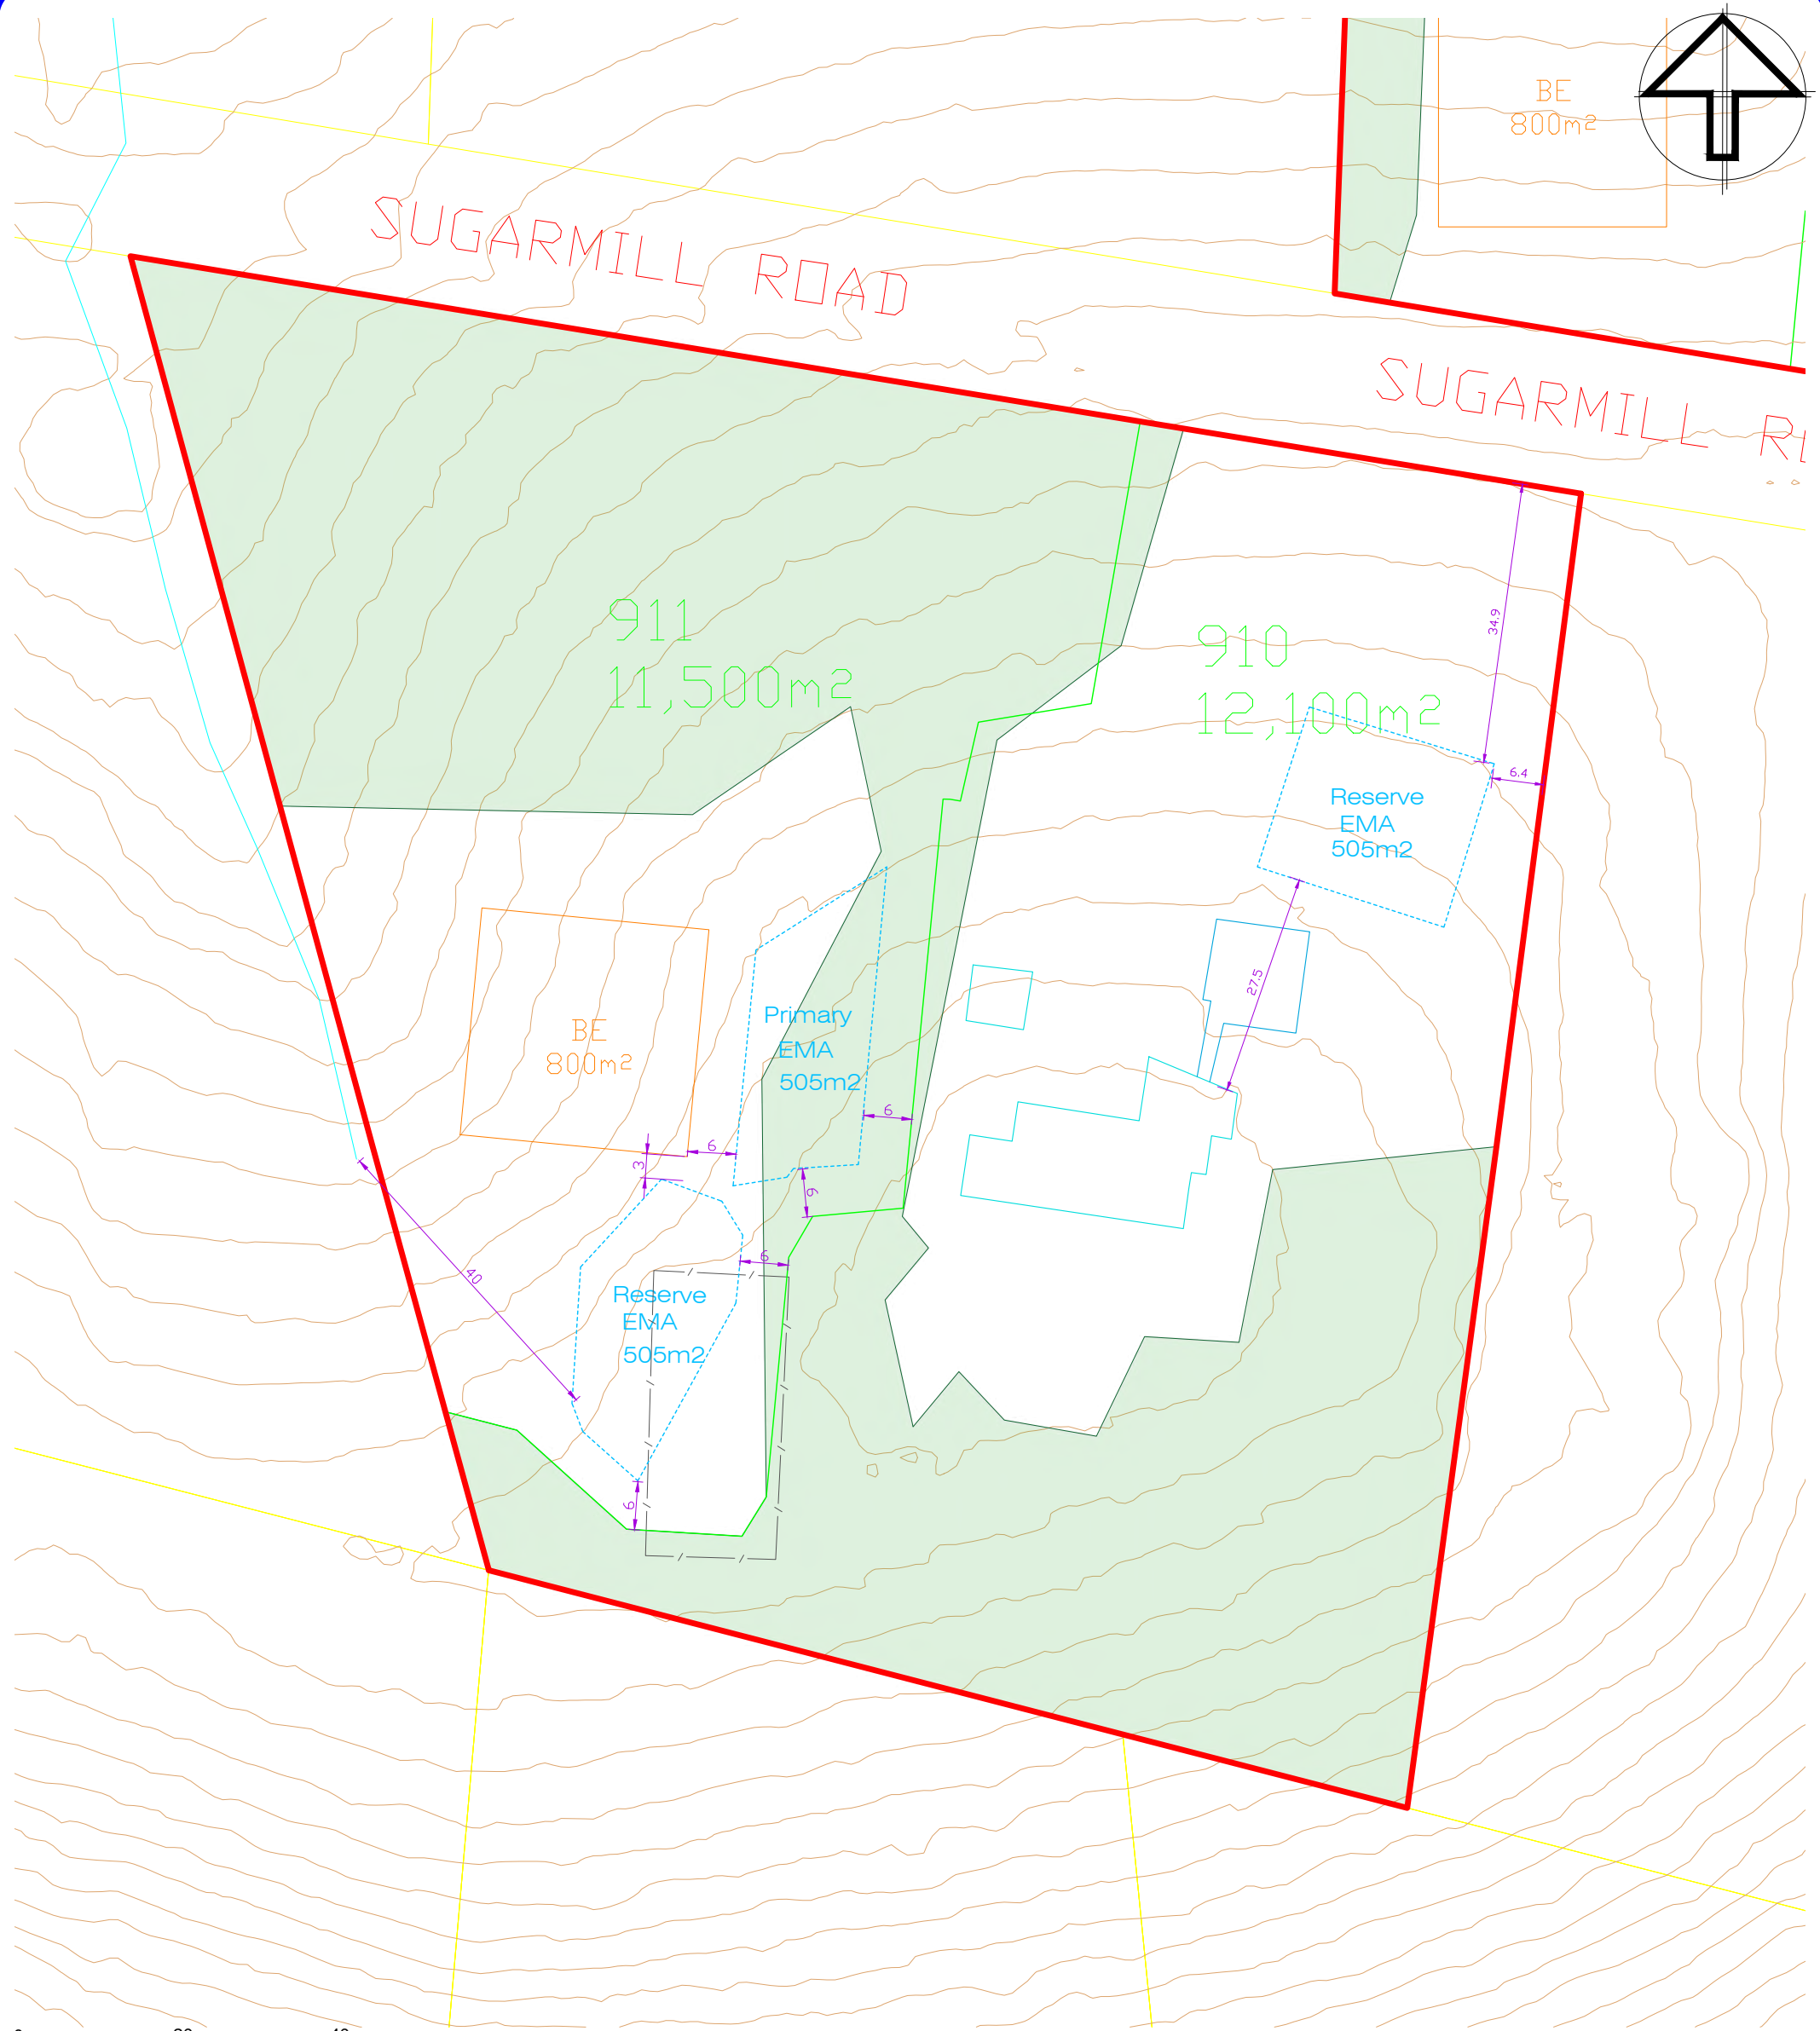 BE
800m2
SUGARMILL ROAD
SUGARMILL
911
11,500m2
910
12,100m2
34.9
6.4
Reserve
EMA
505m2
27.5
BE
800m2
Primary
EMA
505m2
6
6
3
6
6
40
Reserve
EMA
505m2
6